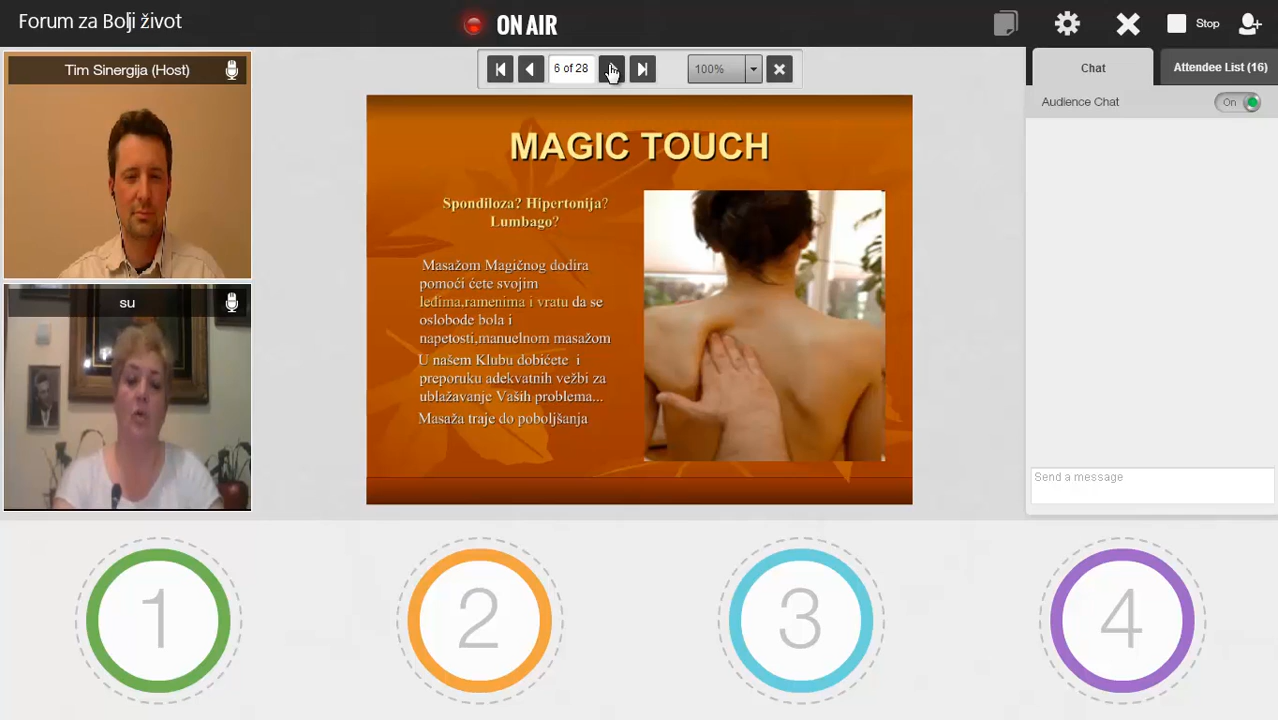 Forum za Bolji život
ON AIR
Stop
Tim Sinergija (Host)
6 of 28
100%
Chat
Attendee List (16)
Audience Chat
On
MAGIC TOUCH
Spondiloza? Hipertonija?
Lumbago?
Masažom Magičnog dodira
pomoći ćete svojim
leđima,ramenima i vratu da se
oslobode bola i
napetosti,manuelnom masažom
U našem Klubu dobićete i
preporuku adekvatnih vežbi za
ublažavanje Vaših problema...
Masaža traje do poboljšanja
su
Send a message
1
2
3
4